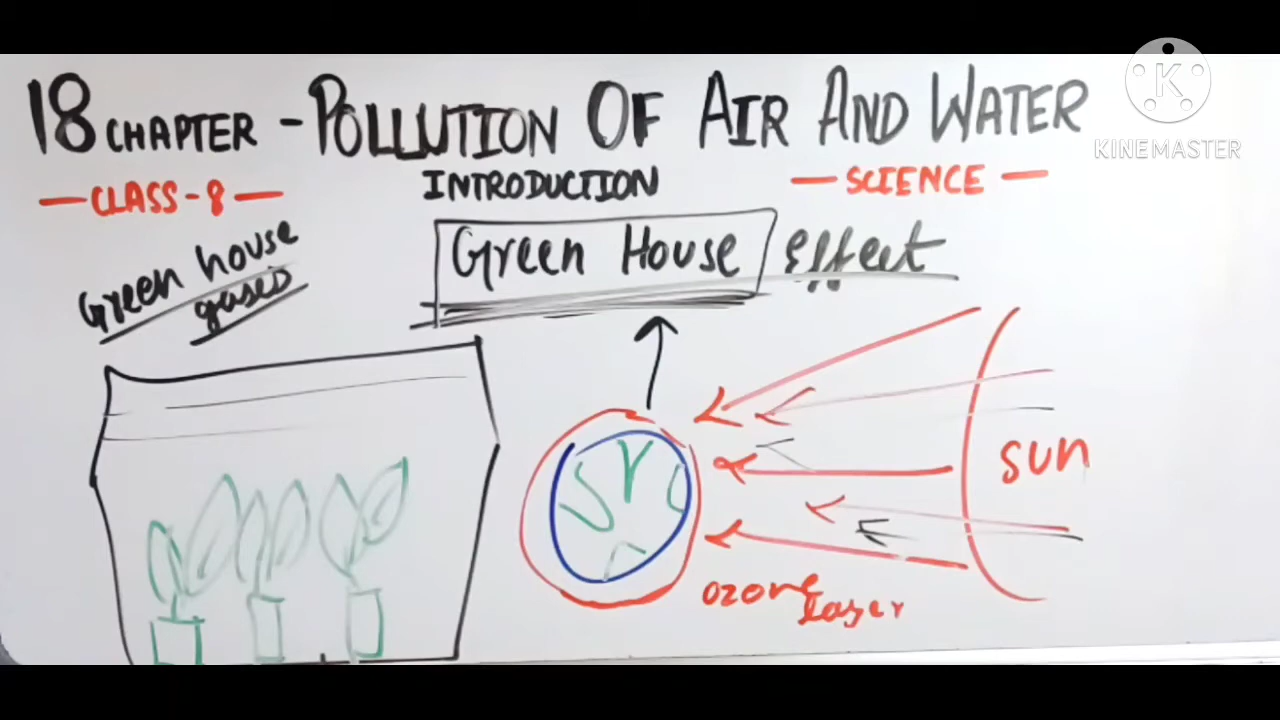 18 CHAPTER - POLLUTION OF AIR AND WATER
K
KINEMASTER
- CLASS-8 -
INTRODUCTION
- SCIENCE -
Green house
gases
Green House Effect
sun
ozone
layer